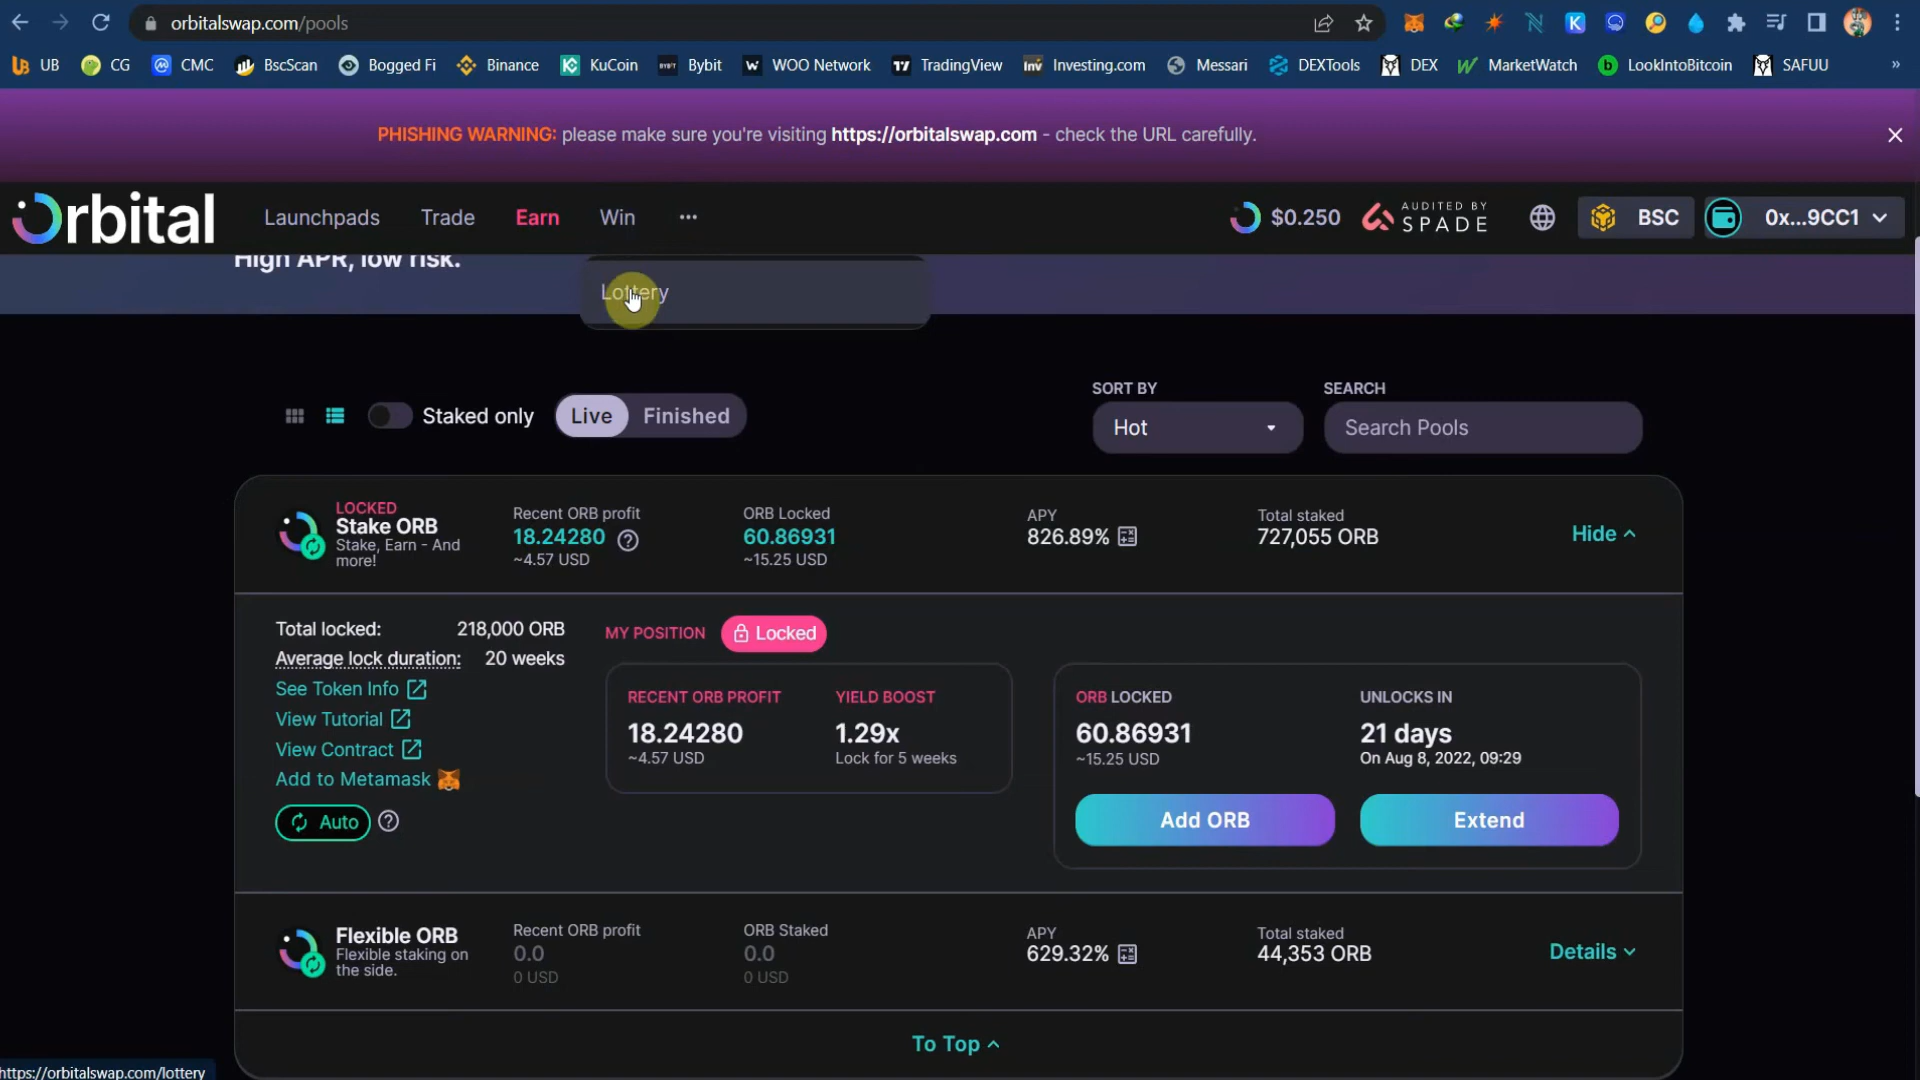 orbitalswap.com/pools
UB CG CMC BscScan Bogged Fi Binance KuCoin Bybit WOO Network TradingView Investing.com Messari DEXTools DEX MarketWatch LookIntoBitcoin SAFUU »
PHISHING WARNING: please make sure you're visiting https://orbitalswap.com - check the URL carefully.
Orbital Launchpads Trade Earn Win ... $0.250 AUDITED BY SPADE BSC 0x...9CC1
High APR, low risk.
Lottery
SORT BY SEARCH
Staked only Live Finished Hot Search Pools
LOCKED
Stake ORB
Stake, Earn - And
more!
Recent ORB profit
18.24280
~4.57 USD
ORB Locked
60.86931
~15.25 USD
APY
826.89%
Total staked
727,055 ORB
Hide
Total locked: 218,000 ORB
Average lock duration: 20 weeks
See Token Info
View Tutorial
View Contract
Add to Metamask
Auto
MY POSITION Locked
RECENT ORB PROFIT
18.24280
~4.57 USD
YIELD BOOST
1.29x
Lock for 5 weeks
ORB LOCKED
60.86931
~15.25 USD
UNLOCKS IN
21 days
On Aug 8, 2022, 09:29
Add ORB Extend
Flexible ORB
Flexible staking on
the side.
Recent ORB profit
0.0
0 USD
ORB Staked
0.0
0 USD
APY
629.32%
Total staked
44,353 ORB
Details
To Top
https://orbitalswap.com/lottery